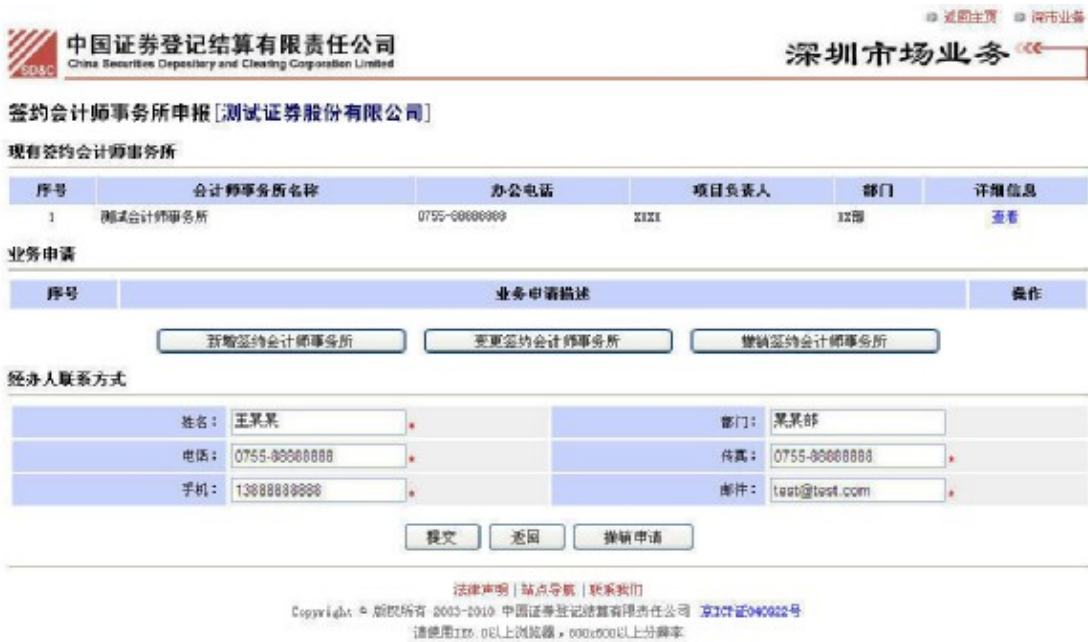 返回主页 深市业务
中国证券登记结算有限责任公司
China Securities Depository and Clearing Corporation Limited
SD&C
深圳市场业务
签约会计师事务所申报[测试证券股份有限公司]
现有签约会计师事务所
序号 会计师事务所名称 办公电话 项目负责人 部门 详细信息
1 测试会计师事务所 0755-88888888 XXXX XX部 查看
业务申请
序号 业务申请描述 操作
新增签约会计师事务所 变更签约会计师事务所 撤销签约会计师事务所
经办人联系方式
姓名: 王某某 * 部门: 某某部
电话: 0755-88888888 * 传真: 0755-88888888 *
手机: 13888888888 * 邮件: test@test.com *
提交 返回 撤销申请
法律声明 | 站点导航 | 联系我们
Copyright © 版权所有 2003-2010 中国证券登记结算有限责任公司 京ICP证040922号
请使用IE6.0以上浏览器,800x600以上分辨率